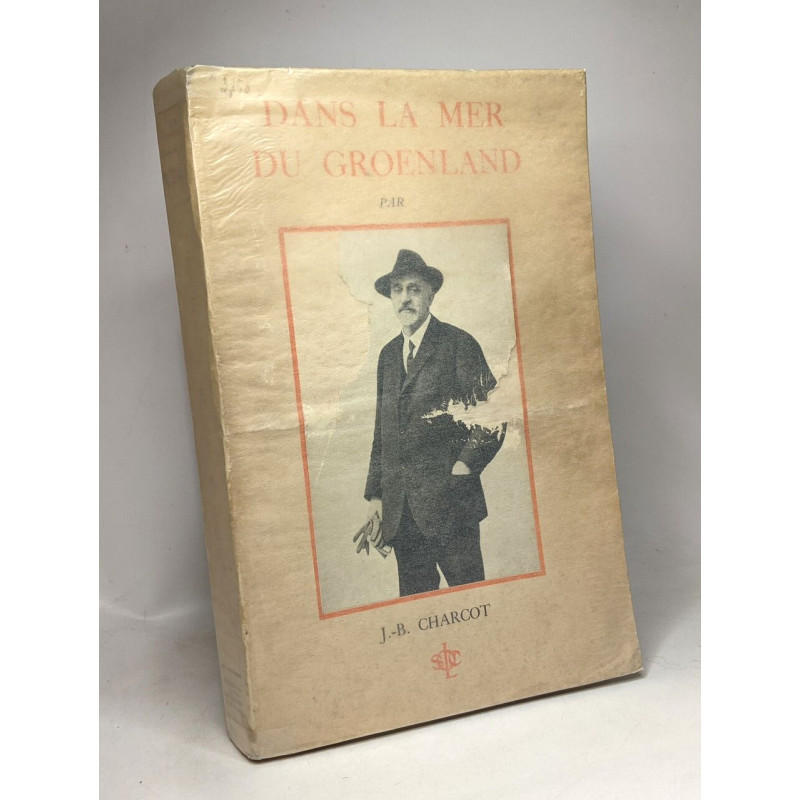 DANS LA MER
DU GROENLAND
PAR
J.-B. CHARCOT